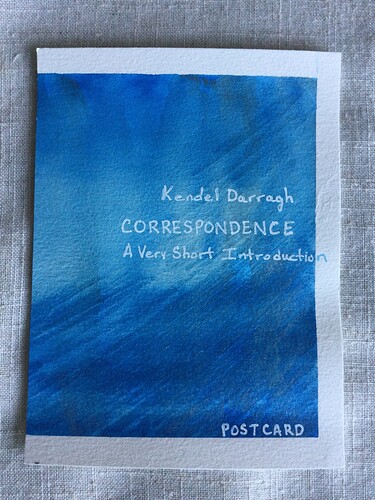 Kendel Darragh
CORRESPONDENCE
A Very Short Introduction
POSTCARD